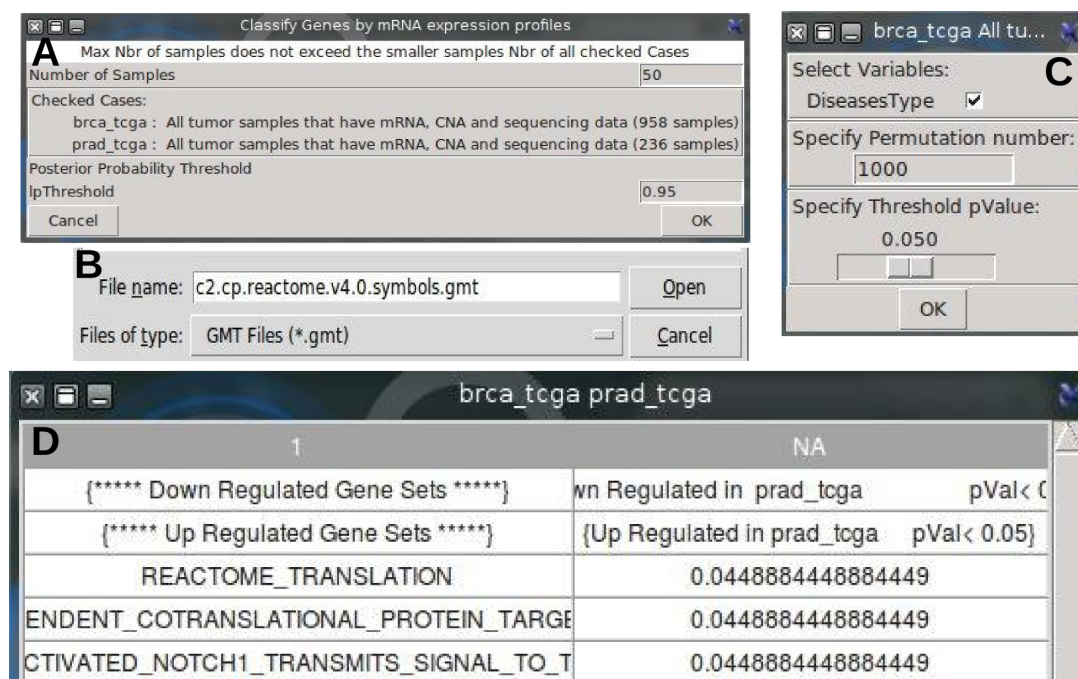 Classify Genes by mRNA expression profiles
A
Max Nbr of samples does not exceed the smaller samples Nbr of all checked Cases
Number of Samples 50
Checked Cases:
brca_tcga : All tumor samples that have mRNA, CNA and sequencing data (958 samples)
prad_tcga : All tumor samples that have mRNA, CNA and sequencing data (236 samples)
Posterior Probability Threshold
lpThreshold 0.95
Cancel OK
B
File name: c2.cp.reactome.v4.0.symbols.gmt Open
Files of type: GMT Files (*.gmt) Cancel
brca_tcga All tu...
C
Select Variables:
DiseasesType
Specify Permutation number:
1000
Specify Threshold pValue:
0.050
OK
brca_tcga prad_tcga
D
1 NA
{***** Down Regulated Gene Sets *****} wn Regulated in prad_tcga pVal< 0
{***** Up Regulated Gene Sets *****} {Up Regulated in prad_tcga pVal< 0.05}
REACTOME_TRANSLATION 0.0448884448884449
ENDENT_COTRANSLATIONAL_PROTEIN_TARGE 0.0448884448884449
CTIVATED_NOTCH1_TRANSMITS_SIGNAL_TO_T 0.0448884448884449